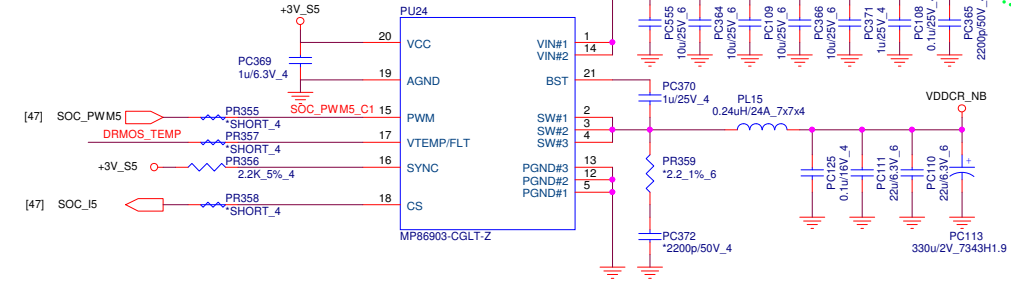 +3V_S5
PU24
20
VCC
VIN#1
1
VIN#2
14
PC369
1u/6.3V_4
19
AGND
BST
21
PC370
1u/25V_4
[47]
SOC_PWM5
PR355
*SHORT_4
SOC_PWM5_C1
15
PWM
SW#1
2
SW#2
3
SW#3
4
PL15
0.24uH/24A_7x7x4
VDDCR_NB
DRMOS_TEMP
PR357
*SHORT_4
17
VTEMP/FLT
+3V_S5
PR356
2.2K_5%_4
16
SYNC
PGND#3
13
PGND#2
12
PGND#1
5
PR359
*2.2_1%_6
[47]
SOC_I5
PR358
*SHORT_4
18
CS
MP86903-CGLT-Z
PC372
*2200p/50V_4
PC555
10u/25V_6
PC364
10u/25V_6
PC109
10u/25V_6
PC366
10u/25V_6
PC371
1u/25V_4
PC108
0.1u/25V_4
PC365
2200p/50V_4
PC125
0.1u/16V_4
PC111
22u/6.3V_6
PC110
22u/6.3V_6
+
PC113
330u/2V_7343H1.9